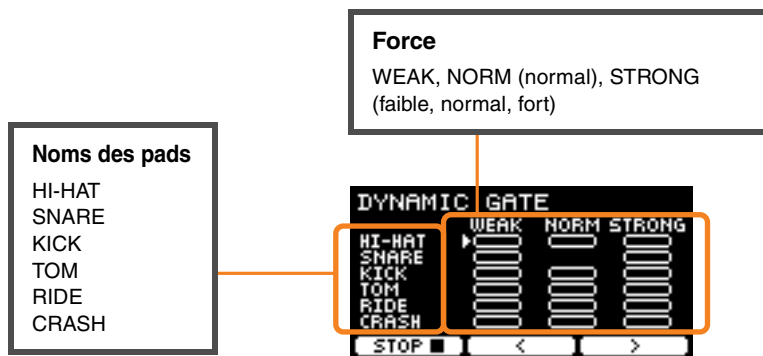 Force
WEAK, NORM (normal), STRONG
(faible, normal, fort)
Noms des pads
HI-HAT
SNARE
KICK
TOM
RIDE
CRASH
DYNAMIC GATE
WEAK NORM STRONG
HI-HAT
SNARE
KICK
TOM
RIDE
CRASH
STOP ■ < >